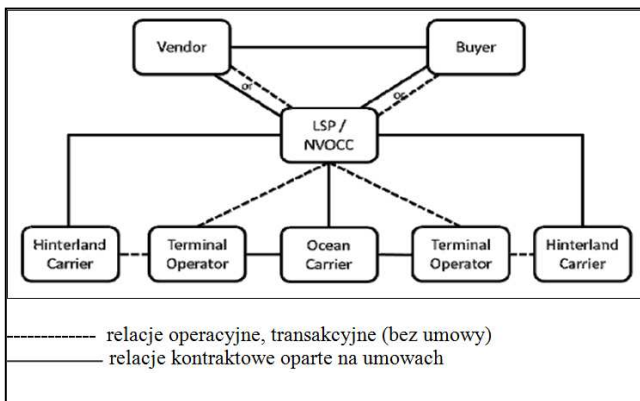 Vendor
Buyer
or
or
LSP /
NVOCC
Hinterland
Carrier
Terminal
Operator
Ocean
Carrier
Terminal
Operator
Hinterland
Carrier
relacje operacyjne, transakcyjne (bez umowy)
relacje kontraktowe oparte na umowach